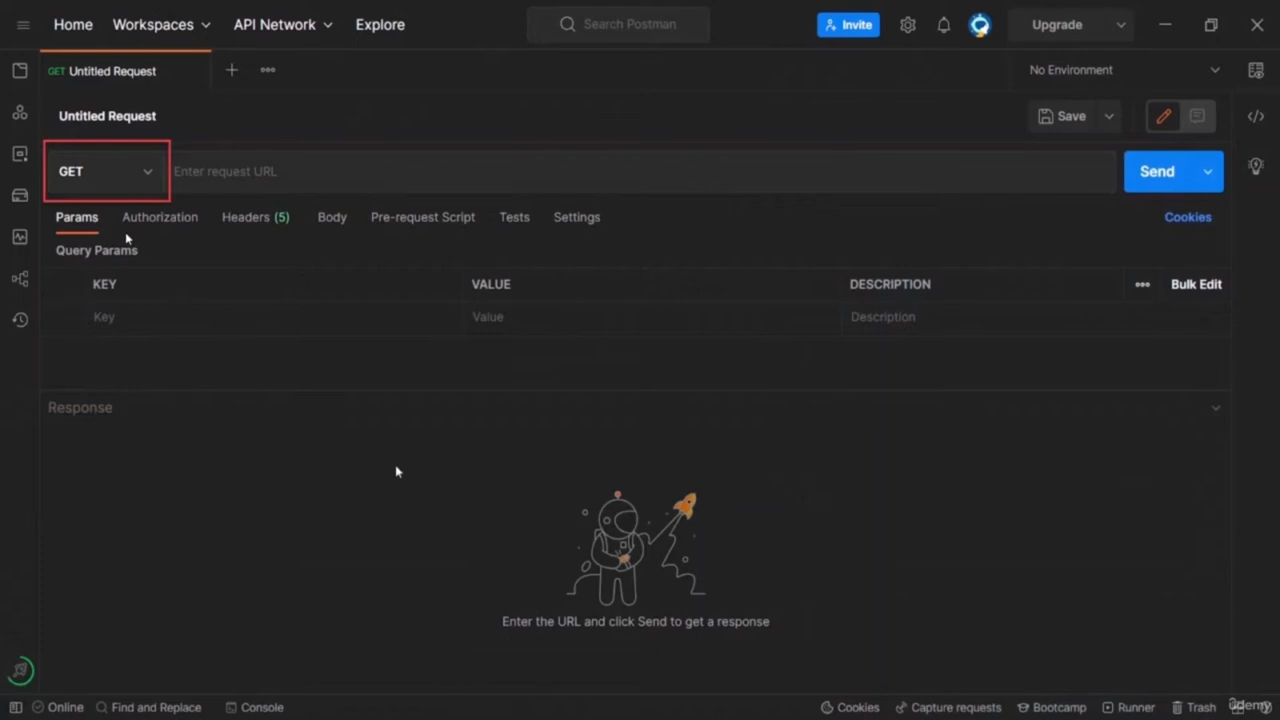 Home Workspaces API Network Explore Search Postman Invite Upgrade
GET Untitled Request No Environment
Untitled Request Save
GET Enter request URL Send
Params Authorization Headers (5) Body Pre-request Script Tests Settings Cookies
Query Params
KEY VALUE DESCRIPTION Bulk Edit
Key Value Description
Response
Enter the URL and click Send to get a response
Online Find and Replace Console Cookies Capture requests Bootcamp Runner Trash
ûdemy